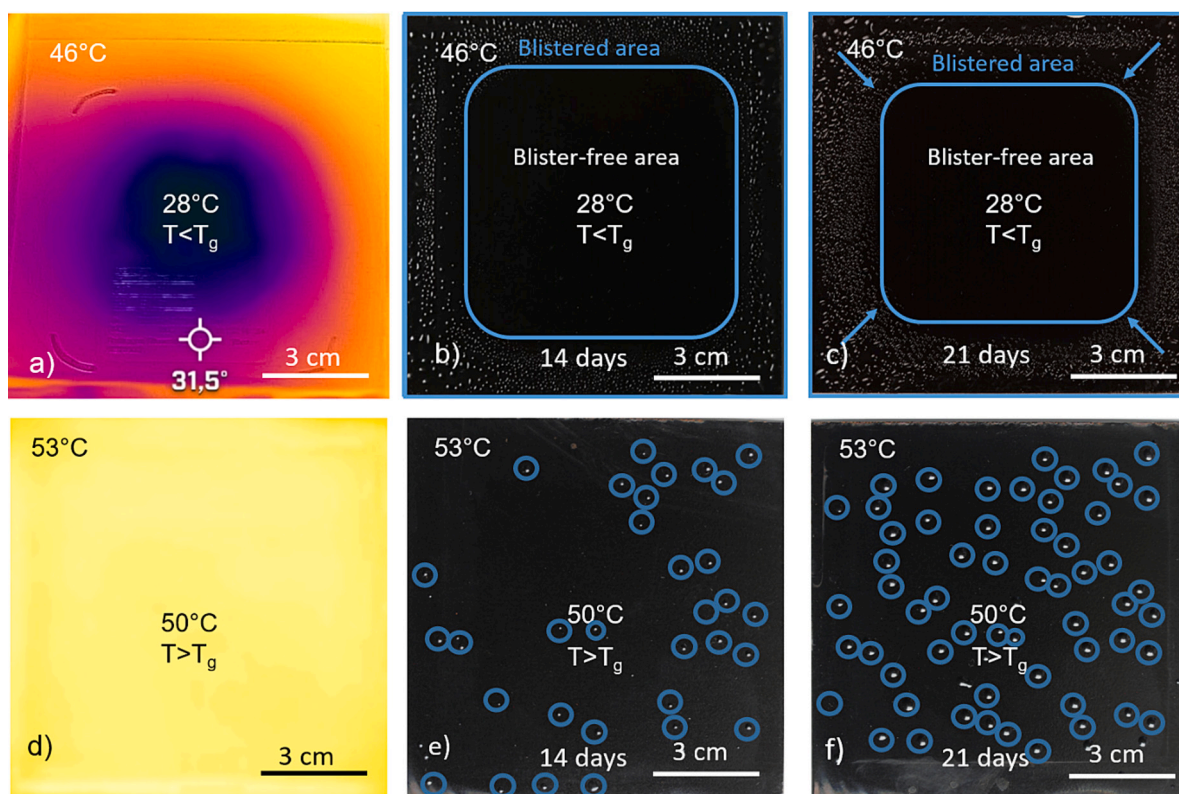 46°C
28°C
T<Tg
31,5°
a)
3 cm
46°C
Blistered area
Blister-free area
28°C
T<Tg
b)
14 days
3 cm
46°C
Blistered area
Blister-free area
28°C
T<Tg
c)
21 days
3 cm
53°C
50°C
T>Tg
d)
3 cm
53°C
50°C
T>Tg
e)
14 days
3 cm
53°C
50°C
T>Tg
f)
21 days
3 cm